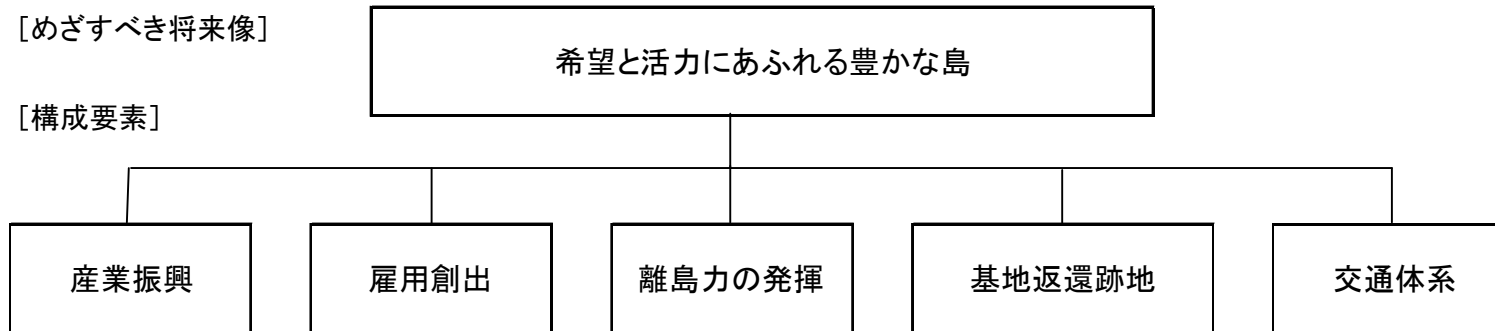 ［めざすべき将来像］
希望と活力にあふれる豊かな島
［構成要素］
産業振興
雇用創出
離島力の発揮
基地返還跡地
交通体系